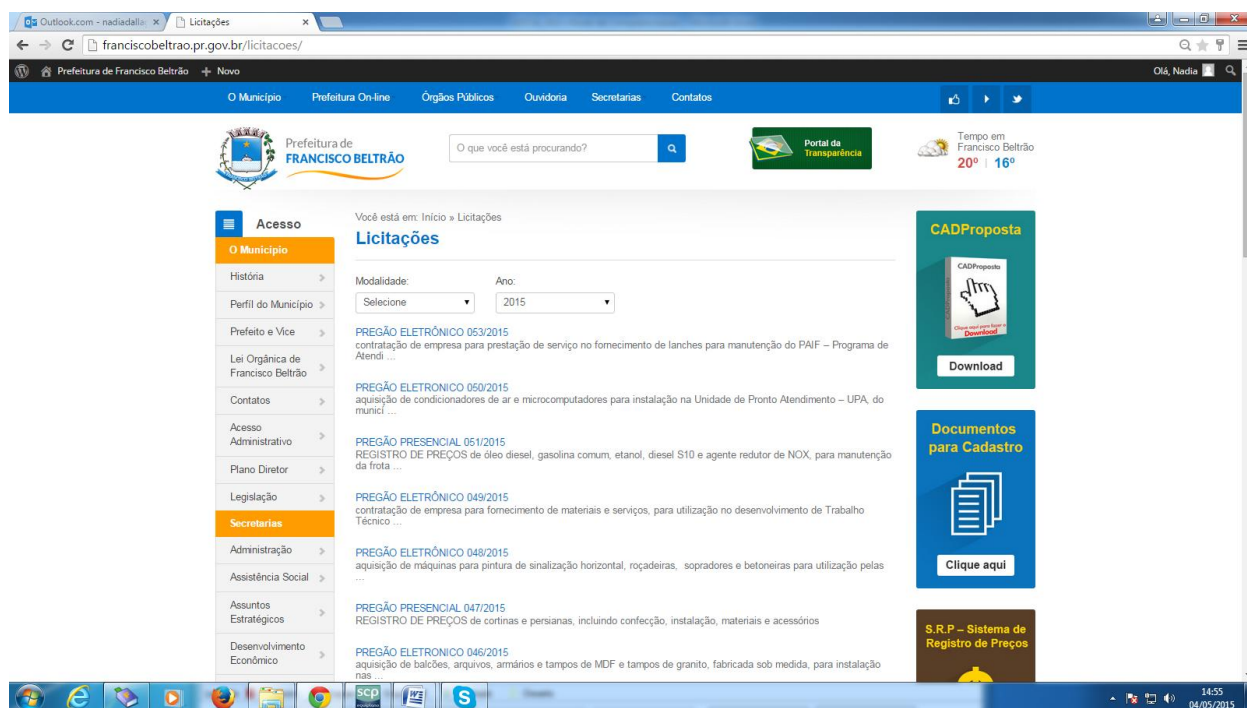 Outlook.com - nadiadalla
Licitações
franciscobeltrao.pr.gov.br/licitacoes/
Prefeitura de Francisco Beltrão + Novo
Olá, Nadia
O Município Prefeitura On-line Órgãos Públicos Ouvidoria Secretarias Contatos
Prefeitura de
FRANCISCO BELTRÃO
O que você está procurando?
Portal da
Transparência
Tempo em
Francisco Beltrão
20º | 16º
Acesso
O Município
História
Perfil do Município
Prefeito e Vice
Lei Orgânica de
Francisco Beltrão
Contatos
Acesso
Administrativo
Plano Diretor
Legislação
Secretarias
Administração
Assistência Social
Assuntos
Estratégicos
Desenvolvimento
Econômico
Você está em: Início » Licitações
Licitações
Modalidade: Ano:
Selecione 2015
PREGÃO ELETRÔNICO 053/2015
contratação de empresa para prestação de serviço no fornecimento de lanches para manutenção do PAIF – Programa de
Atendi ...
PREGÃO ELETRONICO 050/2015
aquisição de condicionadores de ar e microcomputadores para instalação na Unidade de Pronto Atendimento – UPA, do
municí ...
PREGÃO PRESENCIAL 051/2015
REGISTRO DE PREÇOS de óleo diesel, gasolina comum, etanol, diesel S10 e agente redutor de NOX, para manutenção
da frota ...
PREGÃO ELETRÔNICO 049/2015
contratação de empresa para fornecimento de materiais e serviços, para utilização no desenvolvimento de Trabalho
Técnico ...
PREGÃO ELETRÔNICO 048/2015
aquisição de máquinas para pintura de sinalização horizontal, roçadeiras, sopradores e betoneiras para utilização pelas
...
PREGÃO PRESENCIAL 047/2015
REGISTRO DE PREÇOS de cortinas e persianas, incluindo confecção, instalação, materiais e acessórios
PREGÃO ELETRONICO 046/2015
aquisição de balcões, arquivos, armários e tampos de MDF e tampos de granito, fabricada sob medida, para instalação
nas ...
CADProposta
CADProposta
Clique aqui para fazer o
Download
Download
Documentos
para Cadastro
Clique aqui
S.R.P – Sistema de
Registro de Preços
scp
14:55
04/05/2015